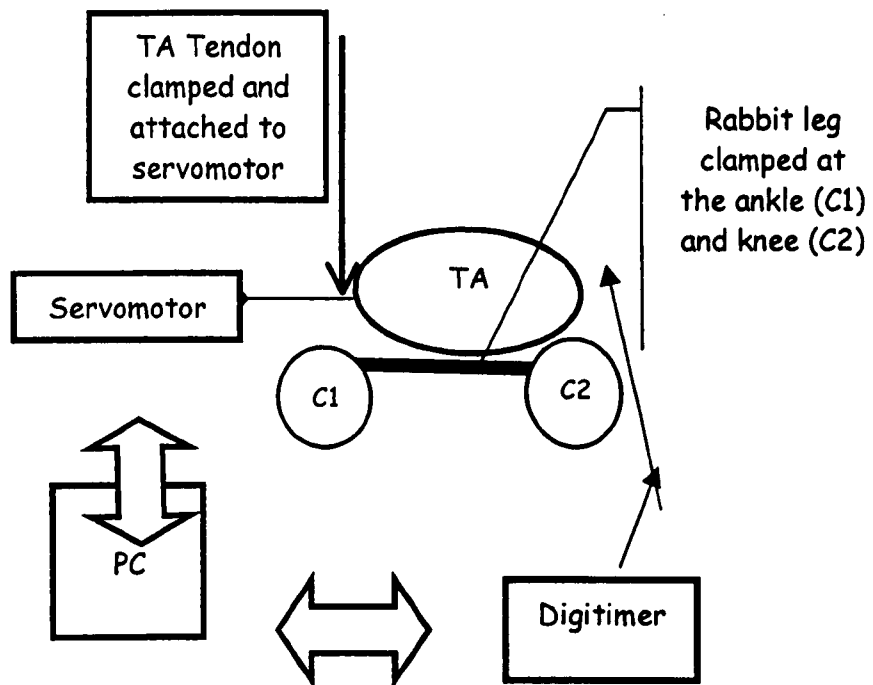 TA Tendon
clamped and
attached to
servomotor
Rabbit leg
clamped at
the ankle (C1)
and knee (C2)
TA
Servomotor
C1
C2
PC
Digitimer